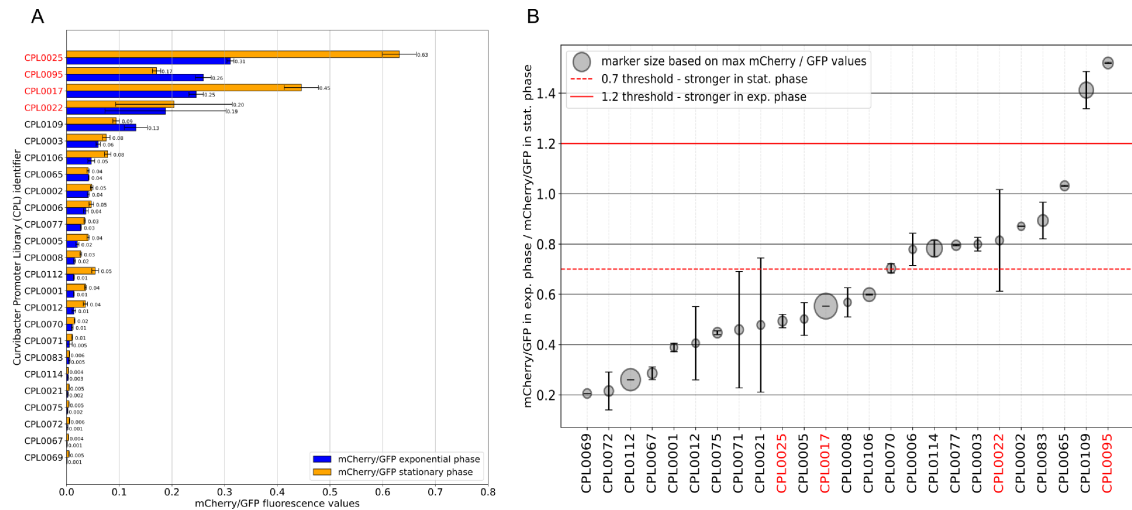 A
Curvibacter Promoter Library (CPL) identifier
CPL0025
0.63
0.31
CPL0095
0.17
0.26
CPL0017
0.45
0.25
CPL0022
0.20
0.19
CPL0109
0.09
0.13
CPL0003
0.08
0.06
CPL0106
0.08
0.05
CPL0065
0.04
0.04
CPL0002
0.05
0.04
CPL0006
0.05
0.04
CPL0077
0.03
0.03
CPL0005
0.04
0.02
CPL0008
0.03
0.02
CPL0112
0.05
0.01
CPL0001
0.04
0.01
CPL0012
0.04
0.01
CPL0070
0.02
0.01
CPL0071
0.01
0.005
CPL0083
0.006
0.005
CPL0114
0.004
0.003
CPL0021
0.005
0.002
CPL0075
0.005
0.002
CPL0072
0.006
0.001
CPL0067
0.004
0.001
CPL0069
0.005
0.001
mCherry/GFP exponential phase
mCherry/GFP stationary phase
0.0 0.1 0.2 0.3 0.4 0.5 0.6 0.7 0.8
mCherry/GFP fluorescence values
B
mCherry/GFP in exp. phase / mCherry/GFP in stat. phase
marker size based on max mCherry / GFP values
0.7 threshold - stronger in stat. phase
1.2 threshold - stronger in exp. phase
1.4
1.2
1.0
0.8
0.6
0.4
0.2
CPL0069
CPL0072
CPL0112
CPL0067
CPL0001
CPL0012
CPL0075
CPL0071
CPL0021
CPL0025
CPL0005
CPL0017
CPL0008
CPL0106
CPL0070
CPL0006
CPL0114
CPL0077
CPL0003
CPL0022
CPL0002
CPL0083
CPL0065
CPL0109
CPL0095